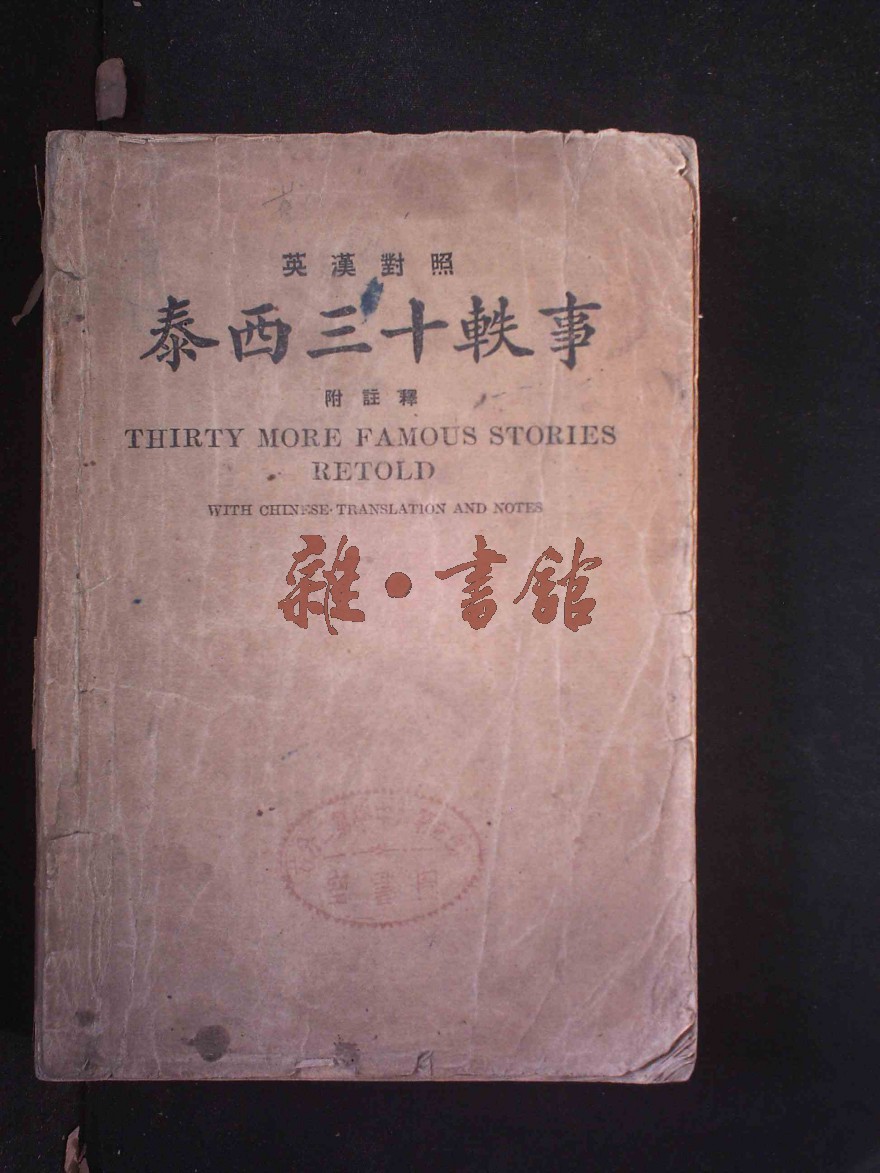 英漢對照
泰西三十軼事
附註釋
THIRTY MORE FAMOUS STORIES
RETOLD
WITH CHINESE TRANSLATION AND NOTES
雜·書館